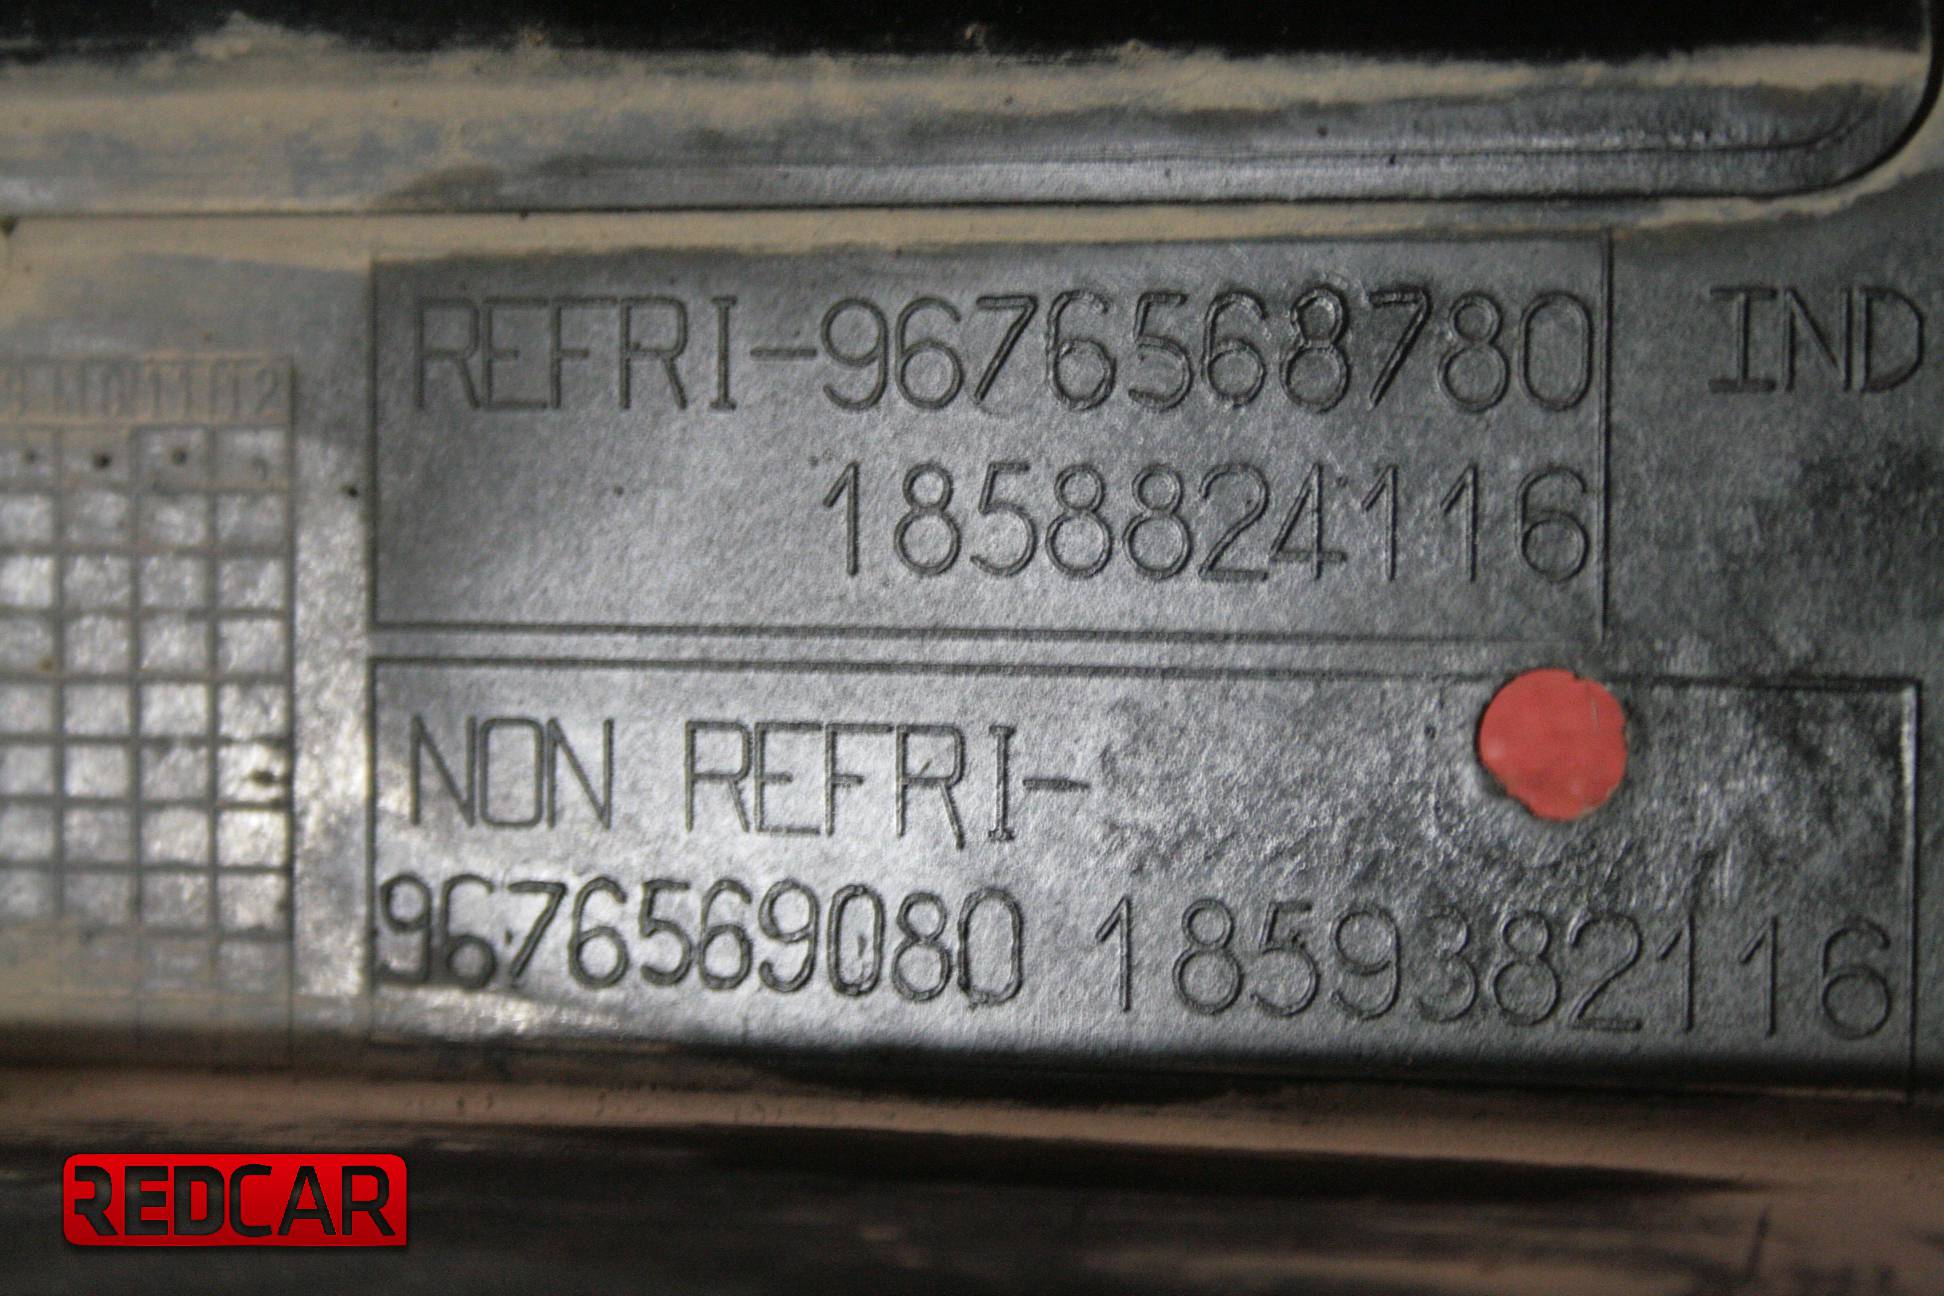 REFRI-9676568780
IND
1858824116
NON REFRI-
9676569080 1859382116
REDCAR